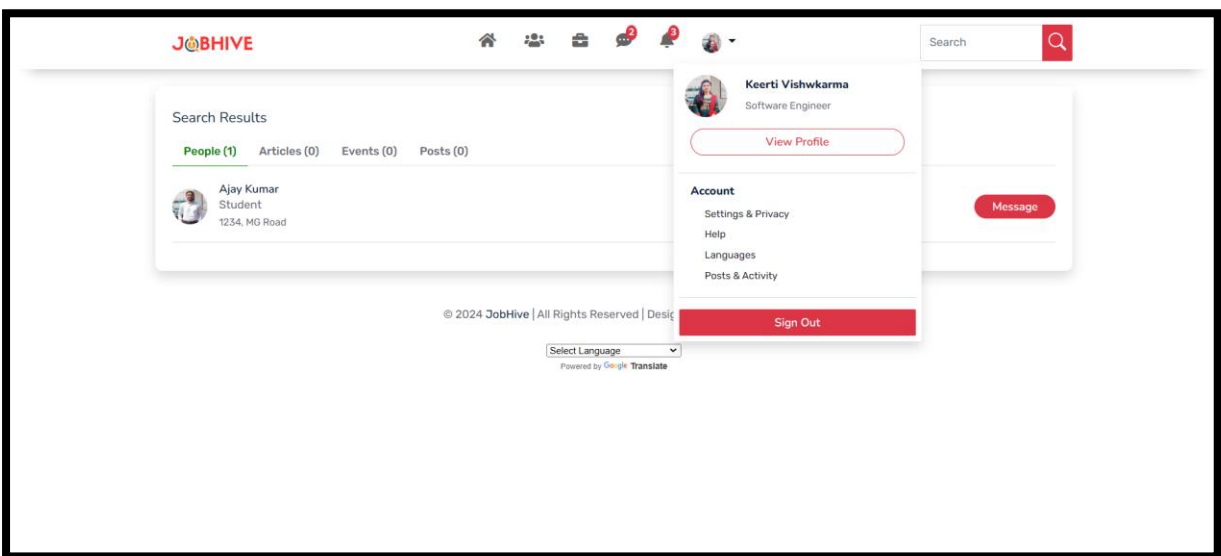 JOBHIVE
2
3
Search
Keerti Vishwkarma
Software Engineer
View Profile
Account
Settings & Privacy
Help
Languages
Posts & Activity
Sign Out
Search Results
People (1) Articles (0) Events (0) Posts (0)
Ajay Kumar
Student
1234, MG Road
Message
© 2024 JobHive | All Rights Reserved |
Select Language
Powered by Google Translate